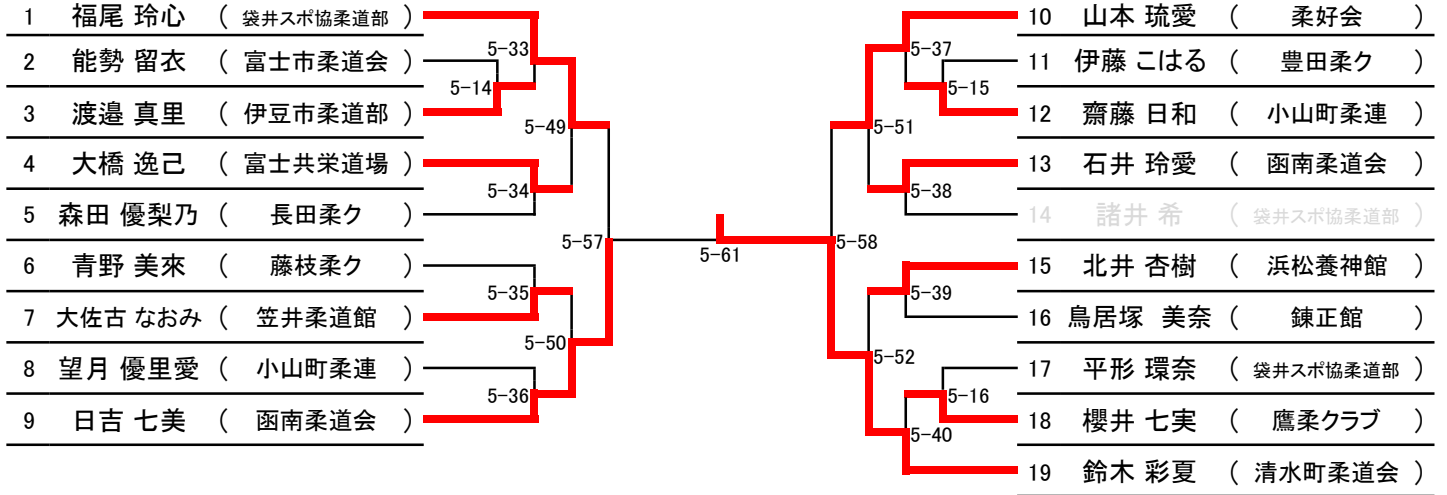 1 福尾 玲心 ( 袋井スポ協柔道部 )
2 能勢 留衣 ( 富士市柔道会 )
3 渡邉 真里 ( 伊豆市柔道部 )
4 大橋 逸己 ( 富士共栄道場 )
5 森田 優梨乃 ( 長田柔ク )
6 青野 美來 ( 藤枝柔ク )
7 大佐古 なおみ ( 笠井柔道館 )
8 望月 優里愛 ( 小山町柔連 )
9 日吉 七美 ( 函南柔道会 )
5-33
5-14
5-49
5-34
5-57
5-35
5-50
5-36
5-61
5-37
5-15
5-51
5-38
5-58
5-39
5-52
5-16
5-40
10 山本 琉愛 ( 柔好会 )
11 伊藤 こはる ( 豊田柔ク )
12 齋藤 日和 ( 小山町柔連 )
13 石井 玲愛 ( 函南柔道会 )
14 諸井 希 ( 袋井スポ協柔道部 )
15 北井 杏樹 ( 浜松養神館 )
16 鳥居塚 美奈 ( 錬正館 )
17 平形 環奈 ( 袋井スポ協柔道部 )
18 櫻井 七実 ( 鷹柔クラブ )
19 鈴木 彩夏 ( 清水町柔道会 )